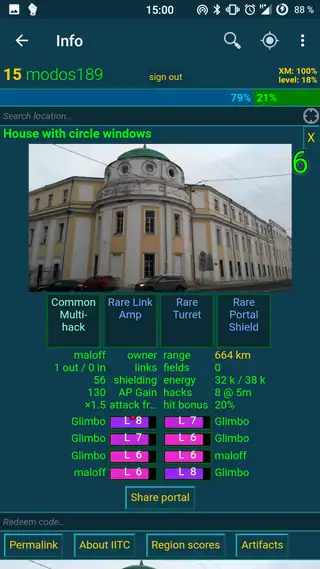 15:00
88 %
Info
15 modos189
sign out
XM: 100%
level: 18%
79% 21%
Search location...
House with circle windows
X
6
Common Multi-hack
Rare Link Amp
Rare Turret
Rare Portal Shield
maloff owner range 664 km
1 out / 0 in links fields 0
56 shielding energy 32 k / 38 k
130 AP Gain hacks 8 @ 5m
×1.5 attack fr... hit bonus 20%
Glimbo L 8 L 7 Glimbo
Glimbo L 7 L 6 Glimbo
Glimbo L 6 L 6 maloff
maloff L 6 L 8 Glimbo
Share portal
Redeem code...
Permalink
About IITC
Region scores
Artifacts